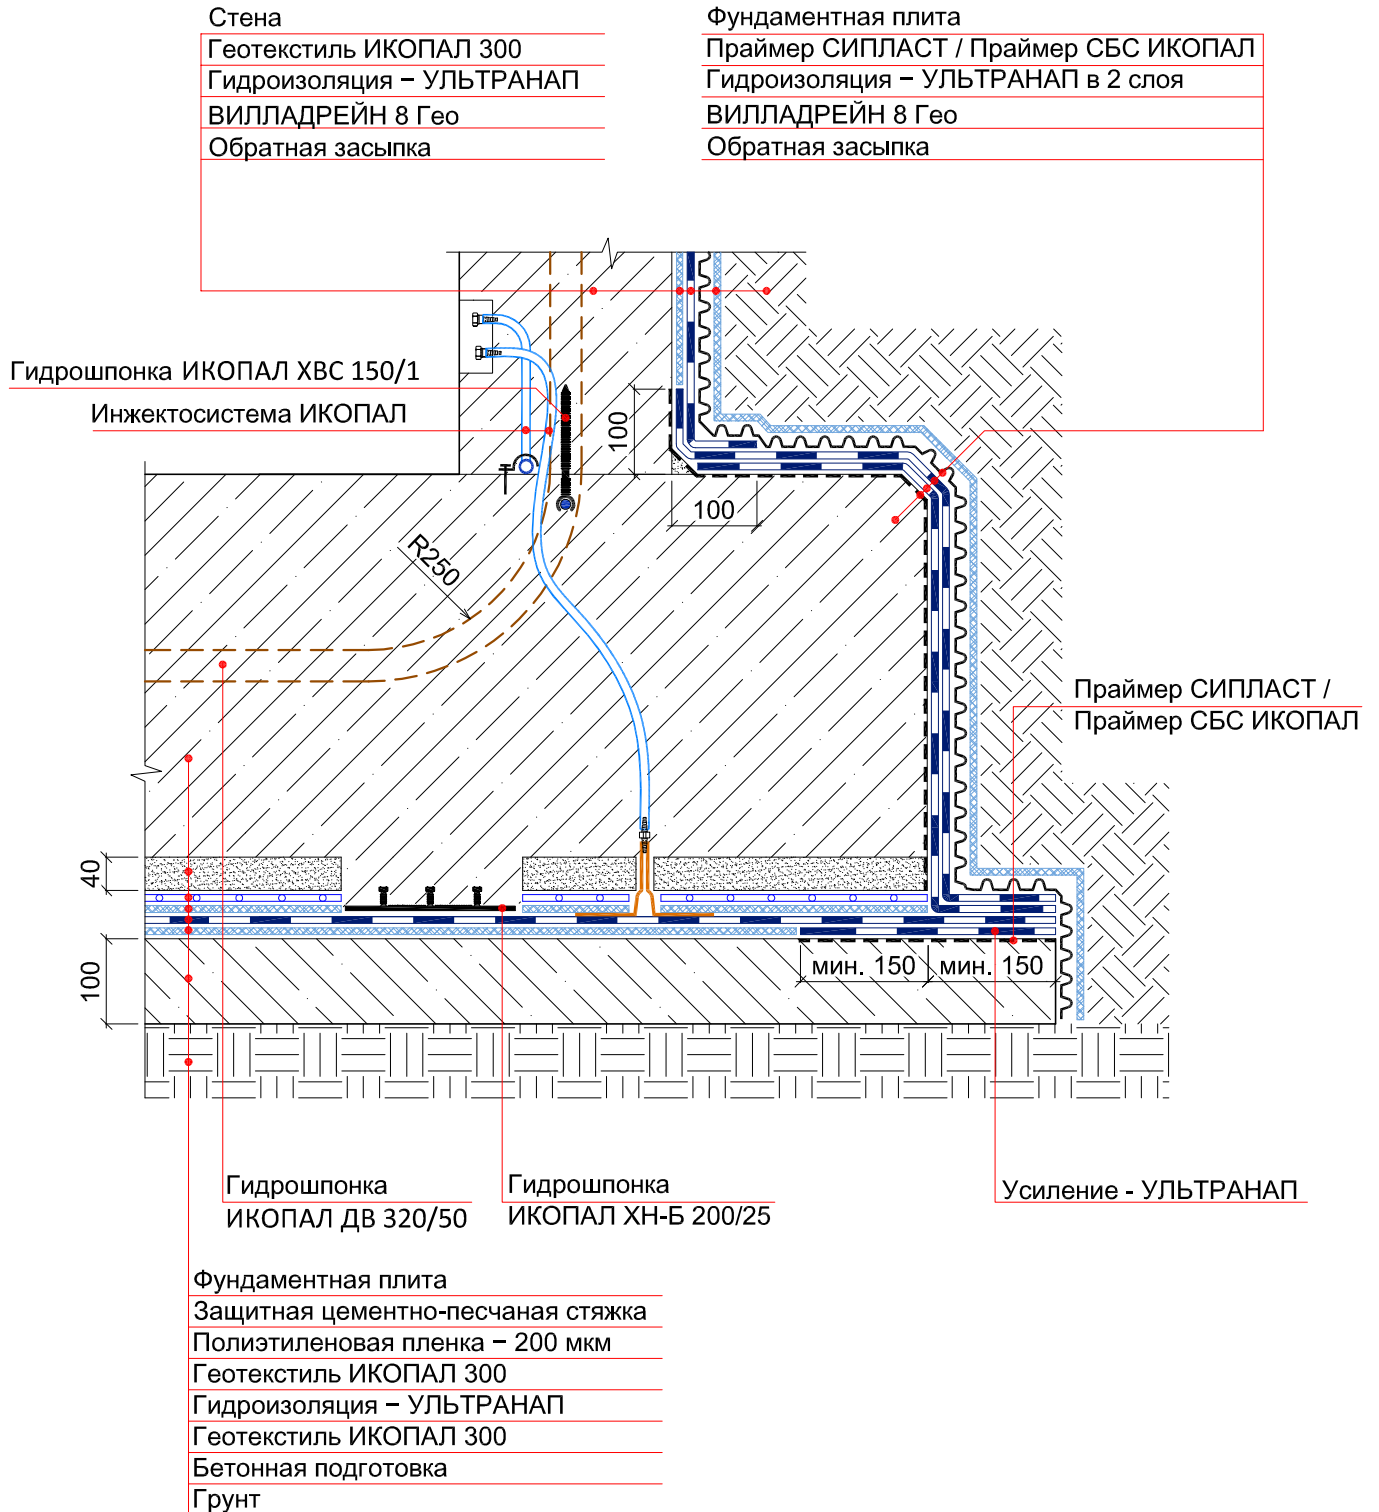 Стена
Геотекстиль ИКОПАЛ 300
Гидроизоляция – УЛЬТРАНАП
ВИЛЛАДРЕЙН 8 Гео
Обратная засыпка
Фундаментная плита
Праймер СИПЛАСТ / Праймер СБС ИКОПАЛ
Гидроизоляция – УЛЬТРАНАП в 2 слоя
ВИЛЛАДРЕЙН 8 Гео
Обратная засыпка
Гидрошпонка ИКОПАЛ ХВС 150/1
Инжектосистема ИКОПАЛ
100
100
R250
Праймер СИПЛАСТ /
Праймер СБС ИКОПАЛ
40
100
мин. 150
мин. 150
Гидрошпонка
ИКОПАЛ ДВ 320/50
Гидрошпонка
ИКОПАЛ ХН-Б 200/25
Усиление - УЛЬТРАНАП
Фундаментная плита
Защитная цементно-песчаная стяжка
Полиэтиленовая пленка – 200 мкм
Геотекстиль ИКОПАЛ 300
Гидроизоляция – УЛЬТРАНАП
Геотекстиль ИКОПАЛ 300
Бетонная подготовка
Грунт